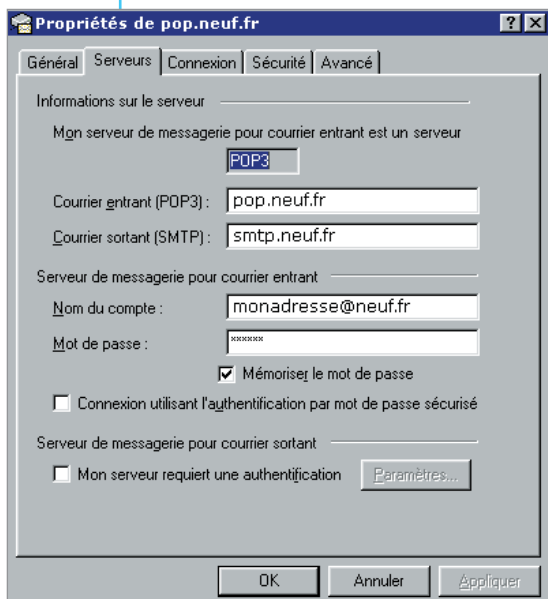 Propriétés de pop.neuf.fr
Général Serveurs Connexion Sécurité Avancé
Informations sur le serveur
Mon serveur de messagerie pour courrier entrant est un serveur
POP3
Courrier entrant (POP3) : pop.neuf.fr
Courrier sortant (SMTP) : smtp.neuf.fr
Serveur de messagerie pour courrier entrant
Nom du compte : monadresse@neuf.fr
Mot de passe : ******
Mémoriser le mot de passe
Connexion utilisant l'authentification par mot de passe sécurisé
Serveur de messagerie pour courrier sortant
Mon serveur requiert une authentification Paramètres...
OK Annuler Appliquer